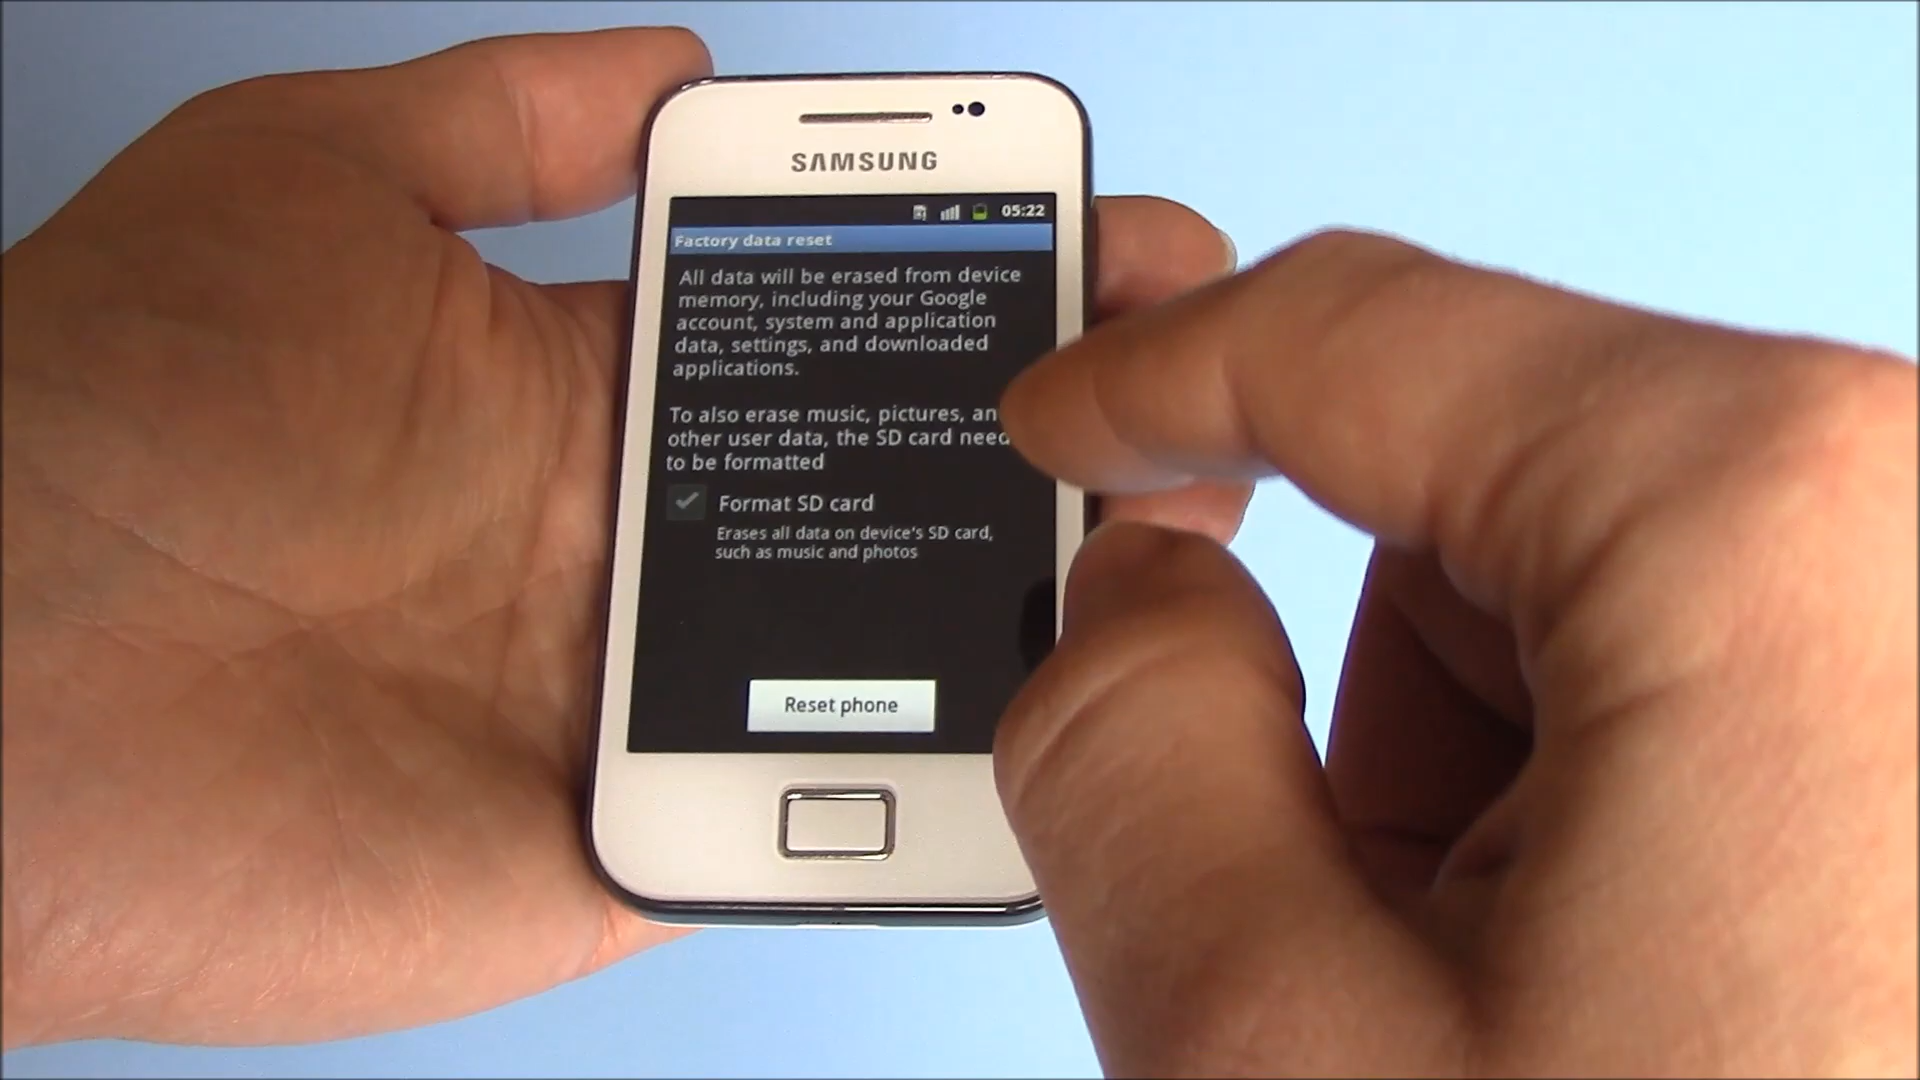 SAMSUNG
05:22
Factory data reset
All data will be erased from device
memory, including your Google
account, system and application
data, settings, and downloaded
applications.
To also erase music, pictures, an
other user data, the SD card need
to be formatted
Format SD card
Erases all data on device's SD card,
such as music and photos
Reset phone